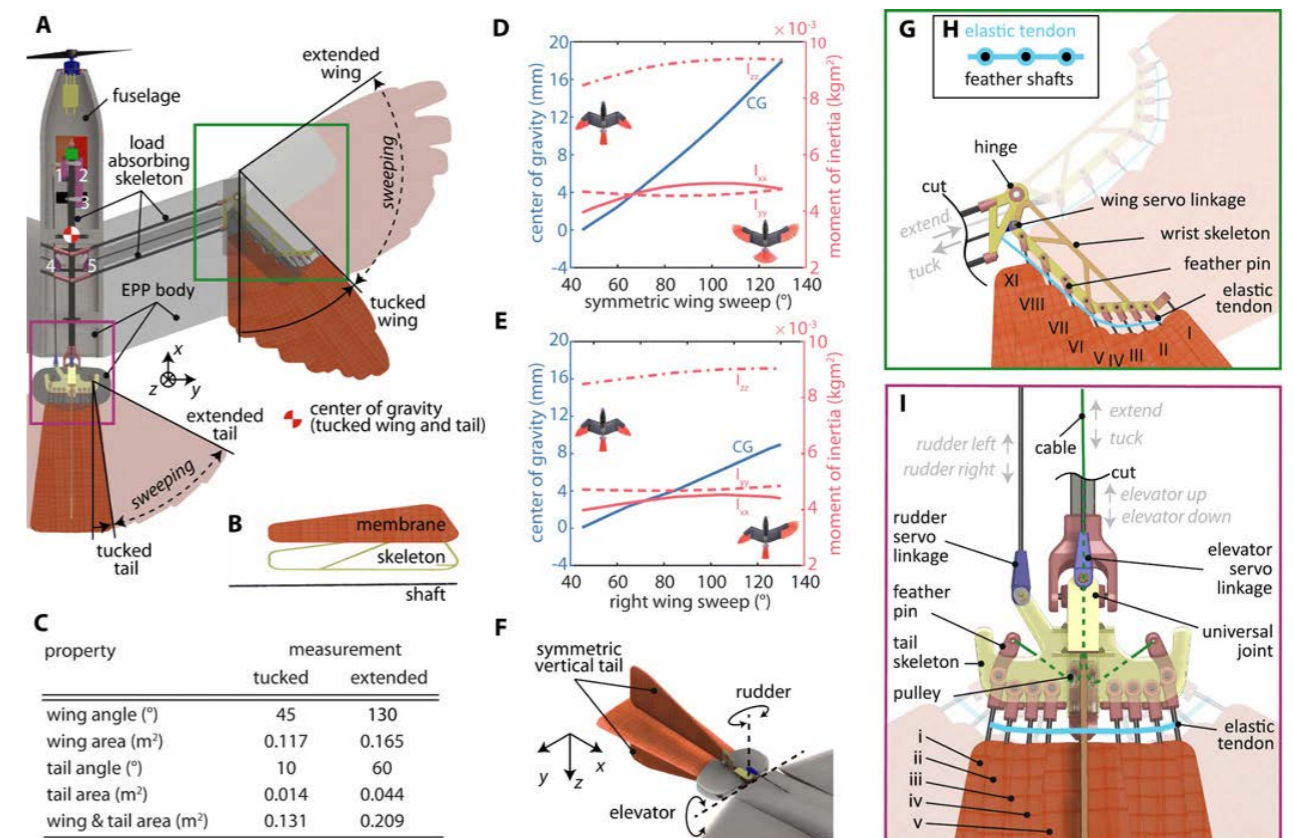 A
extended
wing
fuselage
load
absorbing
skeleton
1
2
3
4
5
sweeping
EPP body
tucked
wing
x
z
y
extended
tail
center of gravity
(tucked wing and tail)
sweeping
tucked
tail
B
membrane
skeleton
shaft
C
property measurement
tucked extended
wing angle (°) 45 130
wing area (m²) 0.117 0.165
tail angle (°) 10 60
tail area (m²) 0.014 0.044
wing & tail area (m²) 0.131 0.209
D
×10⁻³
20
16
12
8
4
0
-4
center of gravity (mm)
10
8
6
4
2
moment of inertia (kgm²)
Izz
CG
Ixx
Iyy
40 60 80 100 120 140
symmetric wing sweep (°)
E
×10⁻³
20
16
12
8
4
0
-4
center of gravity (mm)
10
8
6
4
2
moment of inertia (kgm²)
Izz
CG
Iyy
Ixx
40 60 80 100 120 140
right wing sweep (°)
F
symmetric
vertical tail
rudder
y
x
z
elevator
G
H
elastic tendon
feather shafts
hinge
cut
extend
tuck
wing servo linkage
wrist skeleton
feather pin
elastic
tendon
XI
VIII
VII
VI
V
IV
III
II
I
I
extend
tuck
cable
rudder left
rudder right
cut
elevator up
elevator down
rudder
servo
linkage
elevator
servo
linkage
feather
pin
universal
joint
tail
skeleton
pulley
elastic
tendon
i
ii
iii
iv
v